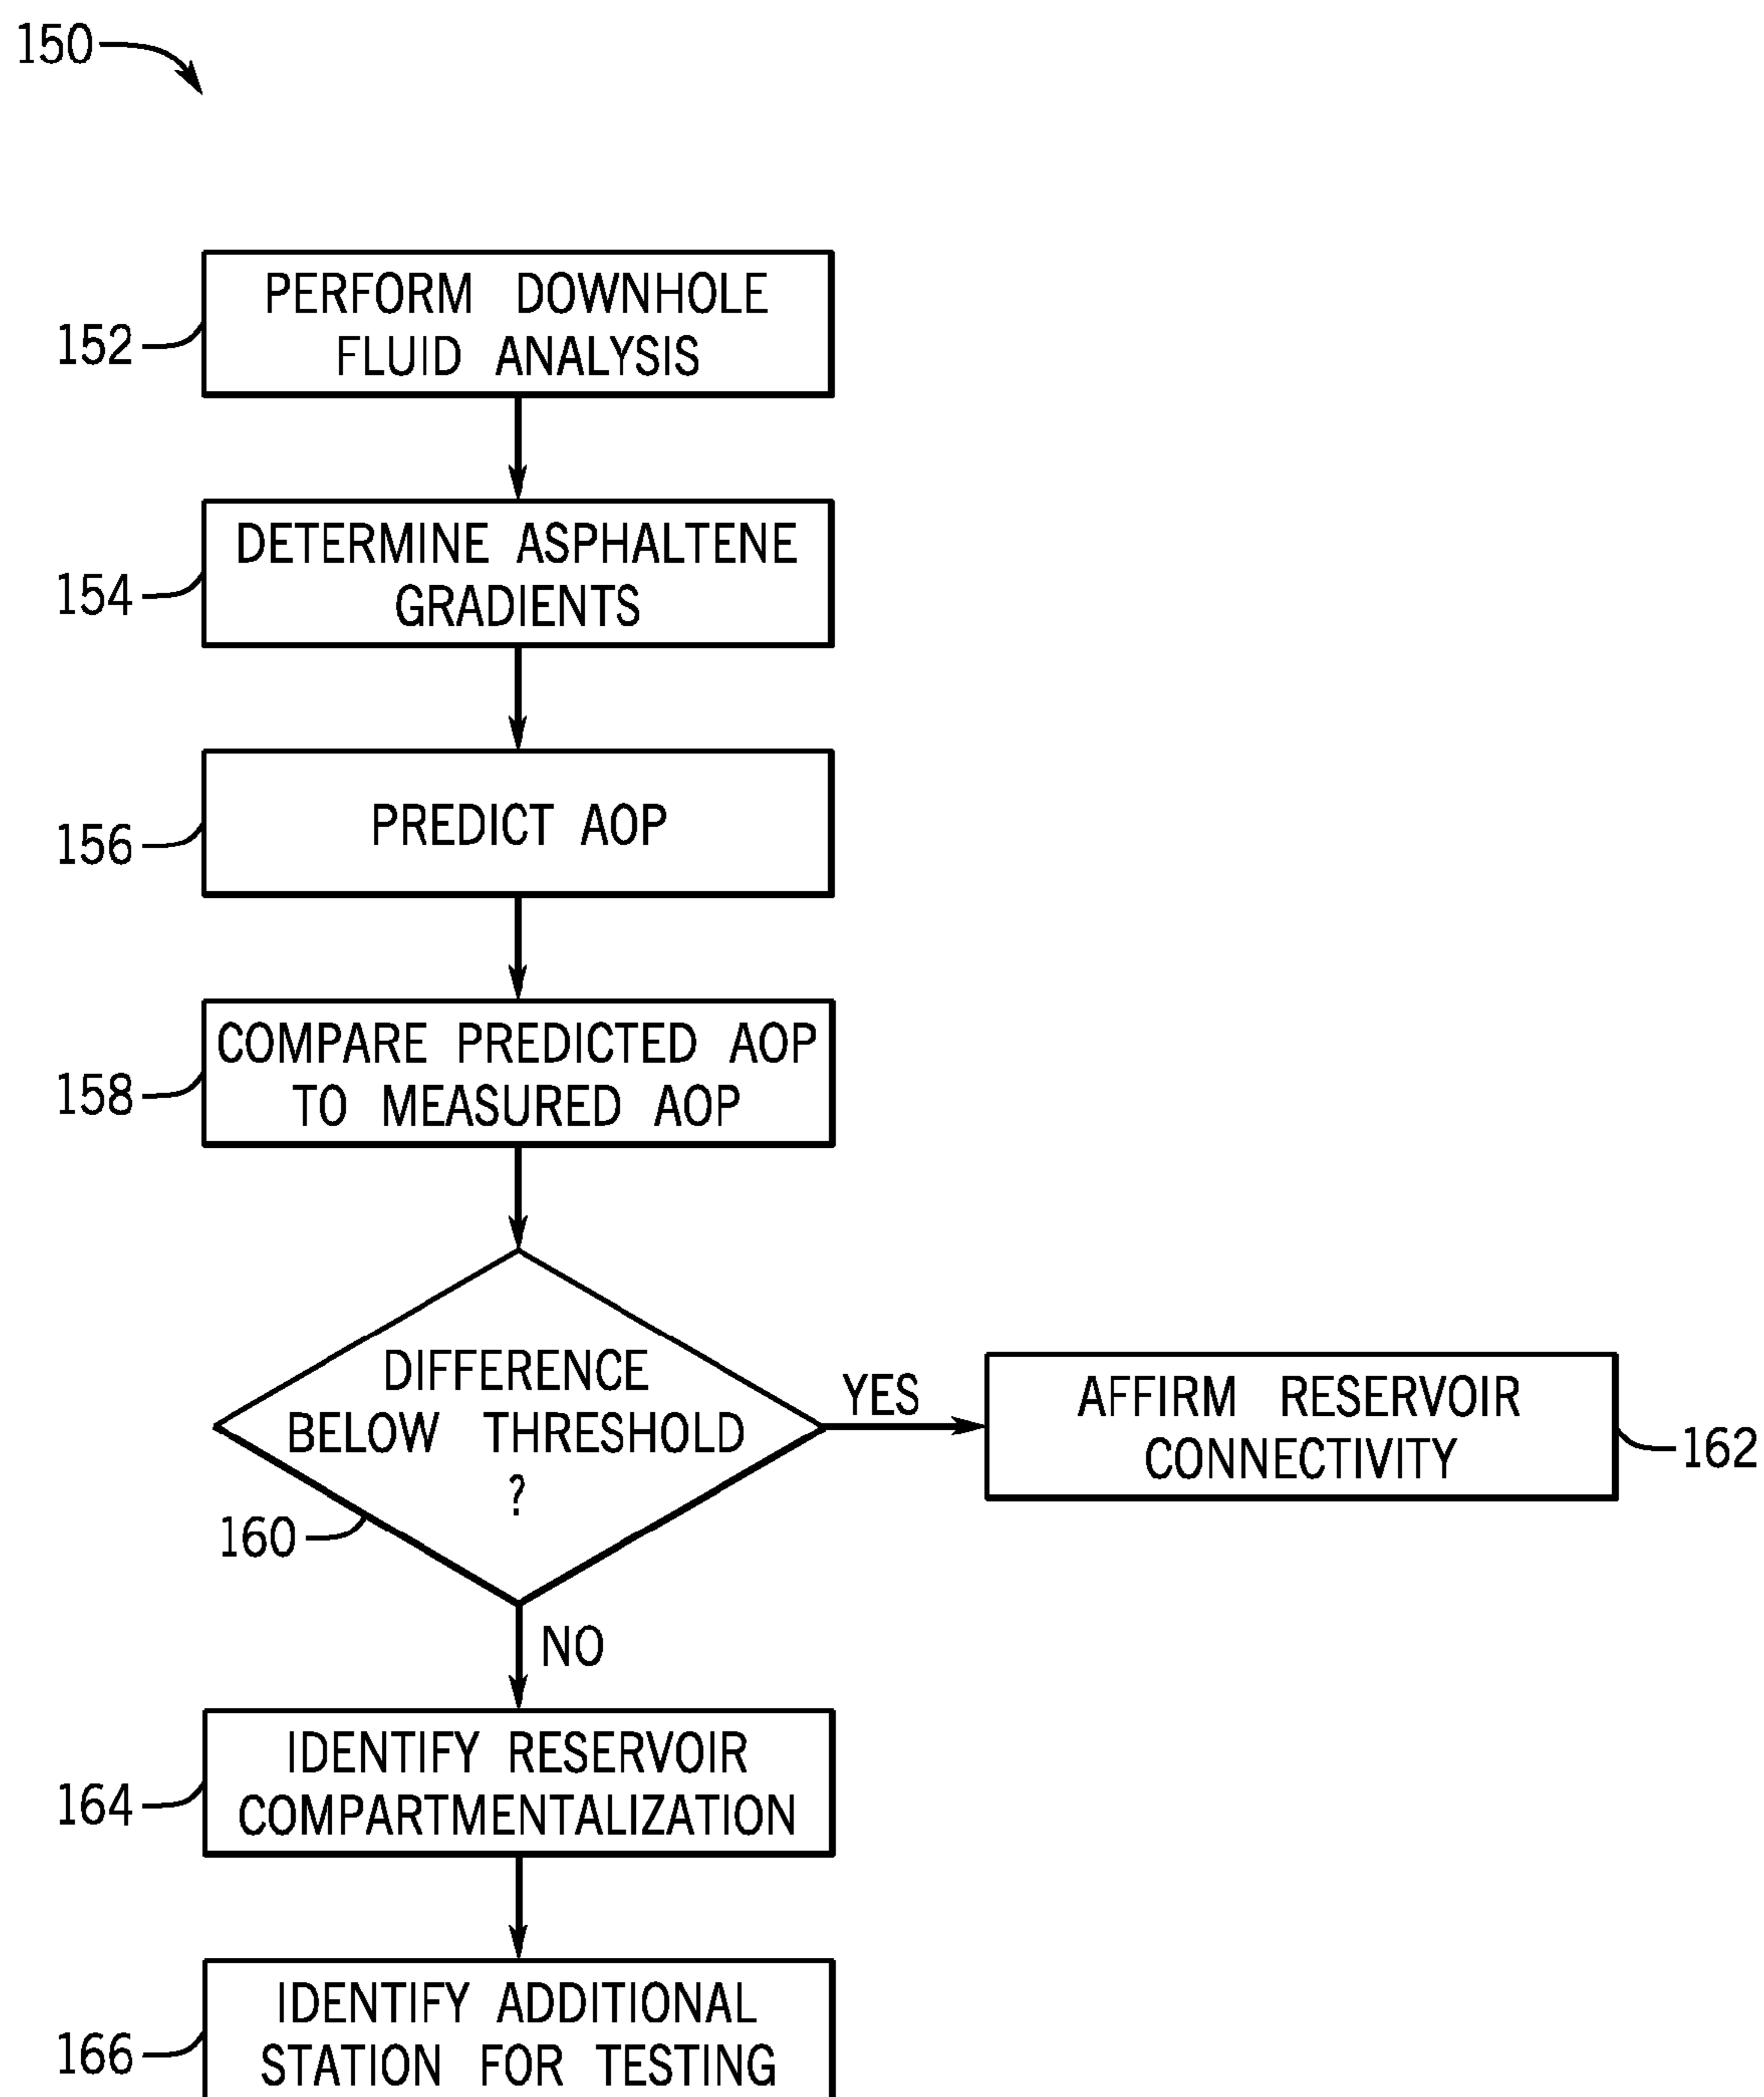 150
PERFORM DOWNHOLE
FLUID ANALYSIS
152
DETERMINE ASPHALTENE
GRADIENTS
154
PREDICT AOP
156
COMPARE PREDICTED AOP
TO MEASURED AOP
158
DIFFERENCE
BELOW THRESHOLD
?
160
YES
AFFIRM RESERVOIR
CONNECTIVITY
162
NO
IDENTIFY RESERVOIR
COMPARTMENTALIZATION
164
IDENTIFY ADDITIONAL
STATION FOR TESTING
166